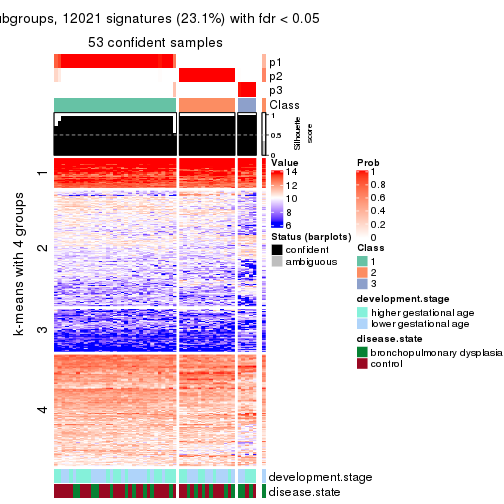 ubgroups, 12021 signatures (23.1%) with fdr < 0.05
53 confident samples
p1
p2
p3
Class
1
0.5
0
Silhouette
score
k-means with 4 groups
1
2
3
4
Value
14
12
10
8
6
Status (barplots)
confident
ambiguous
Prob
1
0.8
0.6
0.4
0.2
0
Class
1
2
3
development.stage
higher gestational age
lower gestational age
disease.state
bronchopulmonary dysplasia
control
development.stage
disease.state